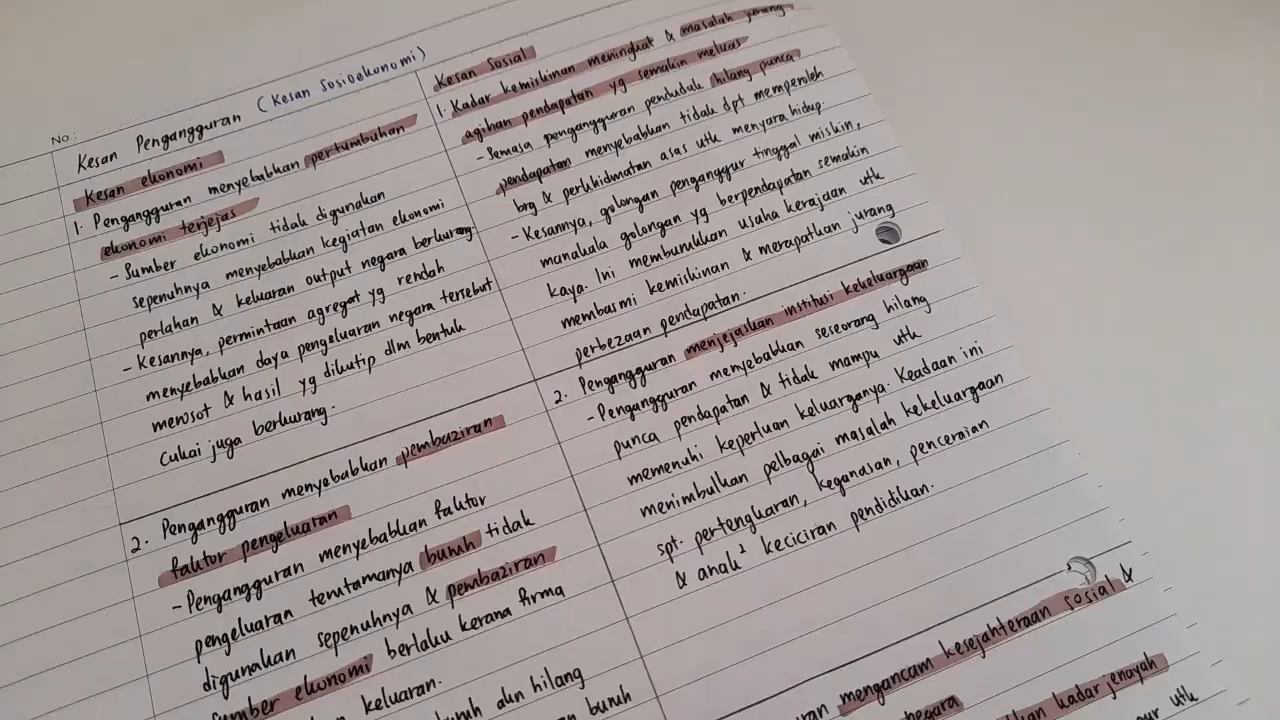 No.:
Kesan Pengangguran (Kesan Sosioekonomi)
Kesan ekonomi
1. Pengangguran menyebabkan pertumbuhan
ekonomi terjejas
- Sumber ekonomi tidak digunakan
sepenuhnya menyebabkan kegiatan ekonomi
perlahan & keluaran output negara berkurang.
- Kesannya, permintaan agregat yg rendah
menyebabkan daya pengeluaran negara tersebut
merosot & hasil yg dikutip dlm bentuk
cukai juga berkurang.
2. Pengangguran menyebabkan pembaziran
faktor pengeluaran
- Pengangguran menyebabkan faktor
pengeluaran terutamanya buruh tidak
digunakan sepenuhnya & pembaziran
sumber ekonomi berlaku kerana firma
keluaran.
buruh akn hilang
buruh
Kesan Sosial
1. Kadar kemiskinan meningkat & masalah jurang
agihan pendapatan yg semakin meluas
- Semasa pengangguran penduduk hilang punca
pendapatan menyebabkan tidak dpt memperoleh
brg & perkhidmatan asas utk menyara hidup.
- Kesannya, golongan penganggur tinggal miskin,
manakala golongan yg berpendapatan semakin
kaya. Ini memburukkan usaha kerajaan utk
membasmi kemiskinan & merapatkan jurang
perbezaan pendapatan.
2. Pengangguran menjejaskan institusi kekeluargaan
- Pengangguran menyebabkan seseorang hilang
punca pendapatan & tidak mampu utk
memenuhi keperluan keluarganya. Keadaan ini
menimbulkan pelbagai masalah kekeluargaan
spt. pertengkaran, keganasan, penceraian
& anak² keciciran pendidikan.
mengancam kesejahteraan sosial &
negara
kadar jenayah
utk